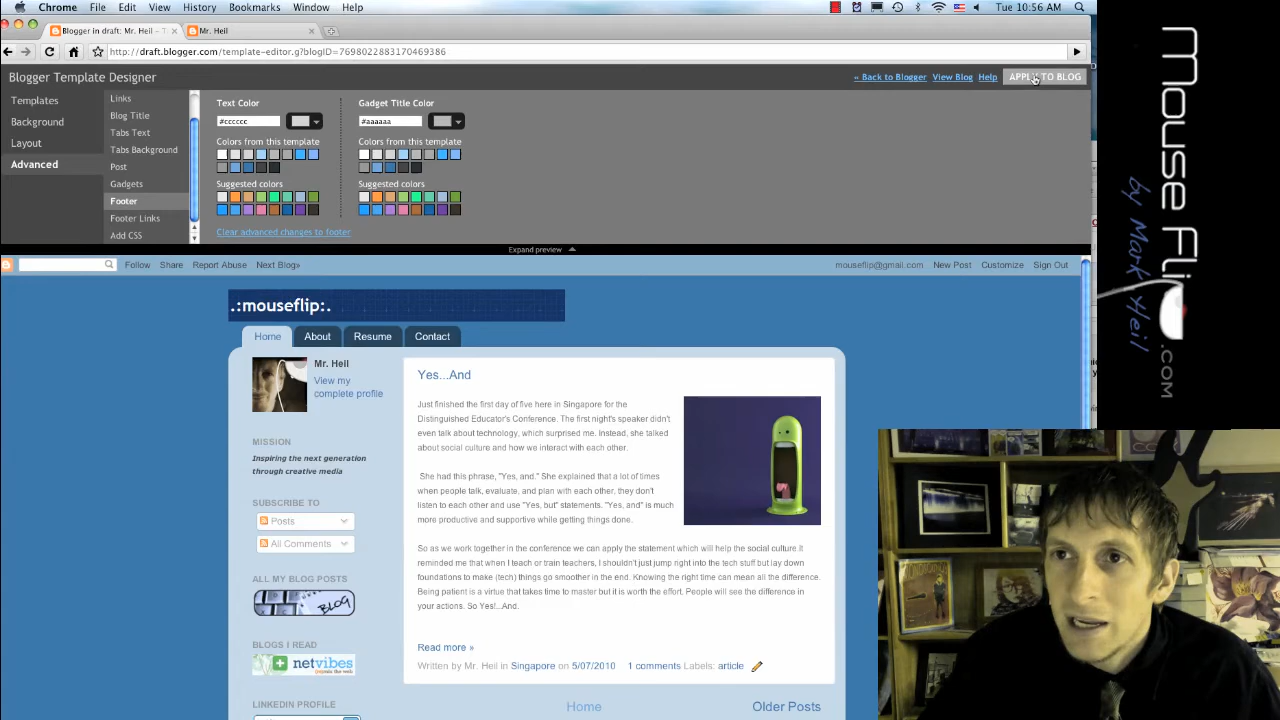 Chrome File Edit View History Bookmarks Window Help Tue 10:56 AM
Blogger in draft: Mr. Heil - T Mr. Heil
http://draft.blogger.com/template-editor.g?blogID=7698022883170469386
Blogger Template Designer « Back to Blogger View Blog Help APPLY TO BLOG
Templates
Background
Layout
Advanced
Links
Blog Title
Tabs Text
Tabs Background
Post
Gadgets
Footer
Footer Links
Add CSS
Text Color
#cccccc
Colors from this template
Suggested colors
Clear advanced changes to footer
Gadget Title Color
#aaaaaa
Colors from this template
Suggested colors
Expand preview
Follow Share Report Abuse Next Blog» mouseflip@gmail.com New Post Customize Sign Out
.:mouseflip:.
Home About Resume Contact
Mr. Heil
View my
complete profile
MISSION
Inspiring the next generation
through creative media
SUBSCRIBE TO
Posts
All Comments
ALL MY BLOG POSTS
BLOG
BLOGS I READ
netvibes
(re)mix the web
LINKEDIN PROFILE
Yes...And
Just finished the first day of five here in Singapore for the
Distinguished Educator's Conference. The first night's speaker didn't
even talk about technology, which surprised me. Instead, she talked
about social culture and how we interact with each other.
She had this phrase, "Yes, and." She explained that a lot of times
when people talk, evaluate, and plan with each other, they don't
listen to each other and use "Yes, but" statements. "Yes, and" is much
more productive and supportive while getting things done.
So as we work together in the conference we can apply the statement which will help the social culture.It
reminded me that when I teach or train teachers, I shouldn't just jump right into the tech stuff but lay down
foundations to make (tech) things go smoother in the end. Knowing the right time can mean all the difference.
Being patient is a virtue that takes time to master but it is worth the effort. People will see the difference in
your actions. So Yes!...And.
Read more »
Written by Mr. Heil in Singapore on 5/07/2010 1 comments Labels: article
Home Older Posts
Mouse Flip .COM
by Mark Heil